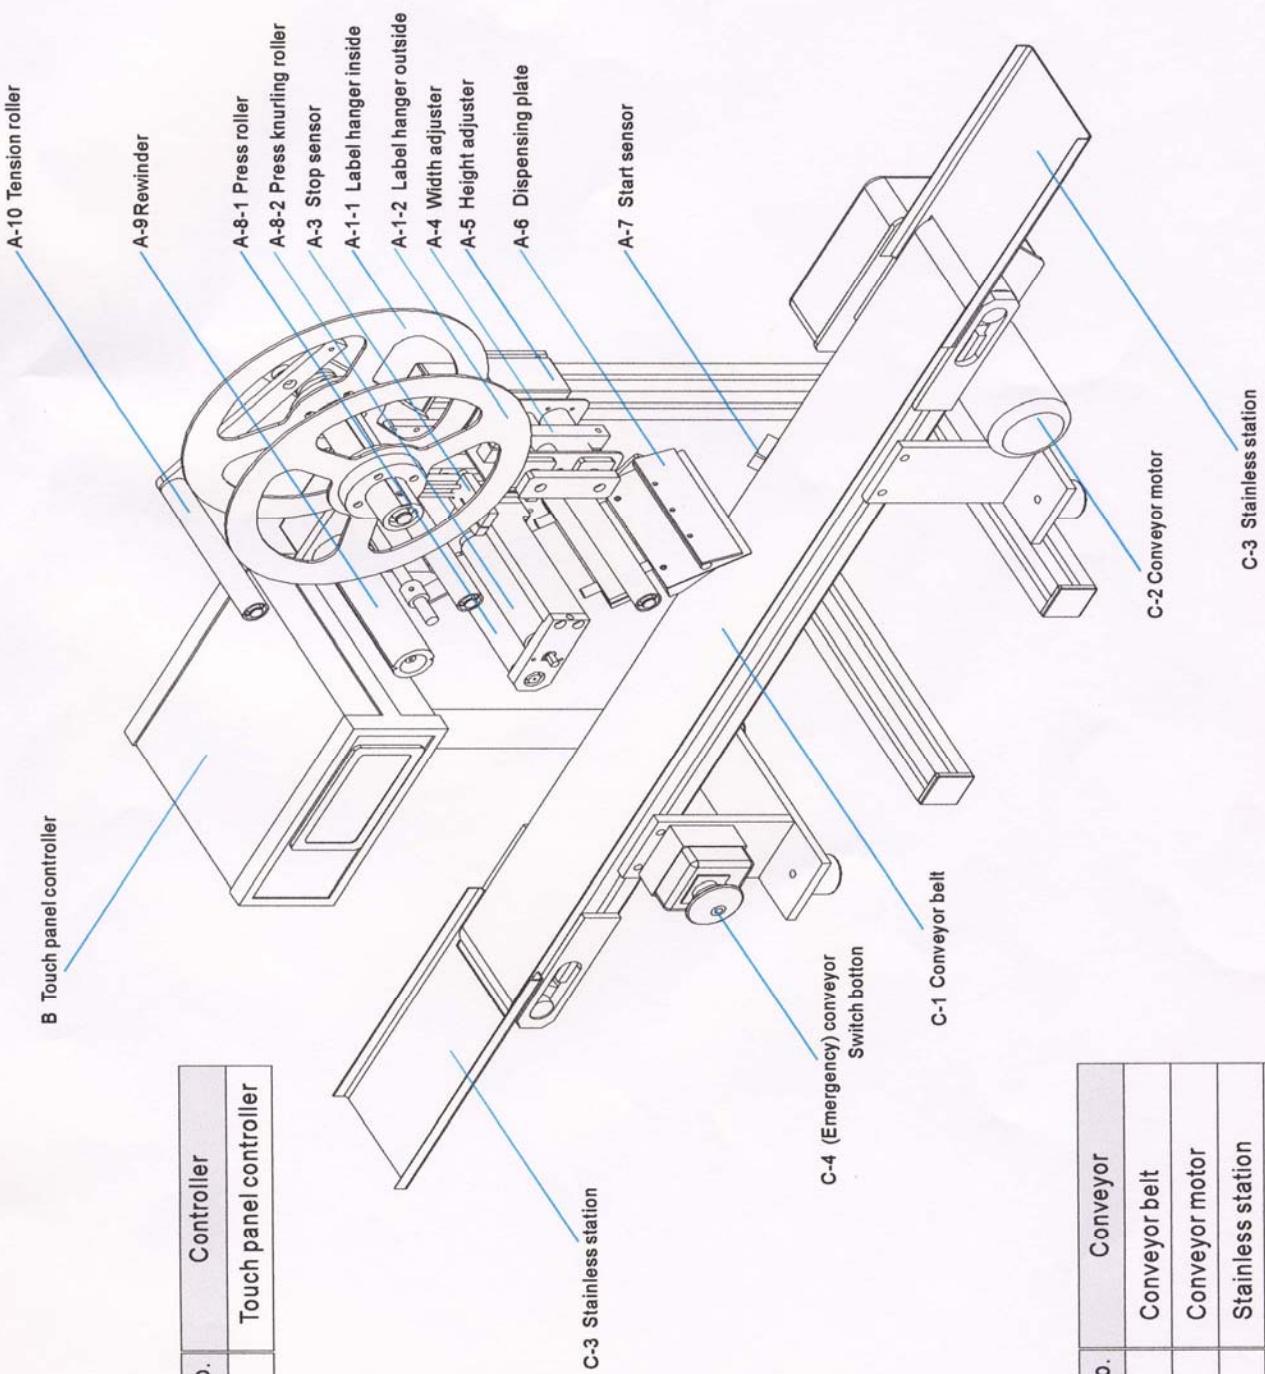 A-10 Tension roller
A-9 Rewinder
A-8-1 Press roller
A-8-2 Press knurling roller
A-3 Stop sensor
A-1-1 Label hanger inside
A-1-2 Label hanger outside
A-4 Width adjuster
A-5 Height adjuster
A-6 Dispensing plate
A-7 Start sensor
B Touch panel controller
Controller
Touch panel controller
C-3 Stainless station
C-4 (Emergency) conveyor
Switch botton
C-1 Conveyor belt
C-2 Conveyor motor
C-3 Stainless station
Conveyor
Conveyor belt
Conveyor motor
Stainless station